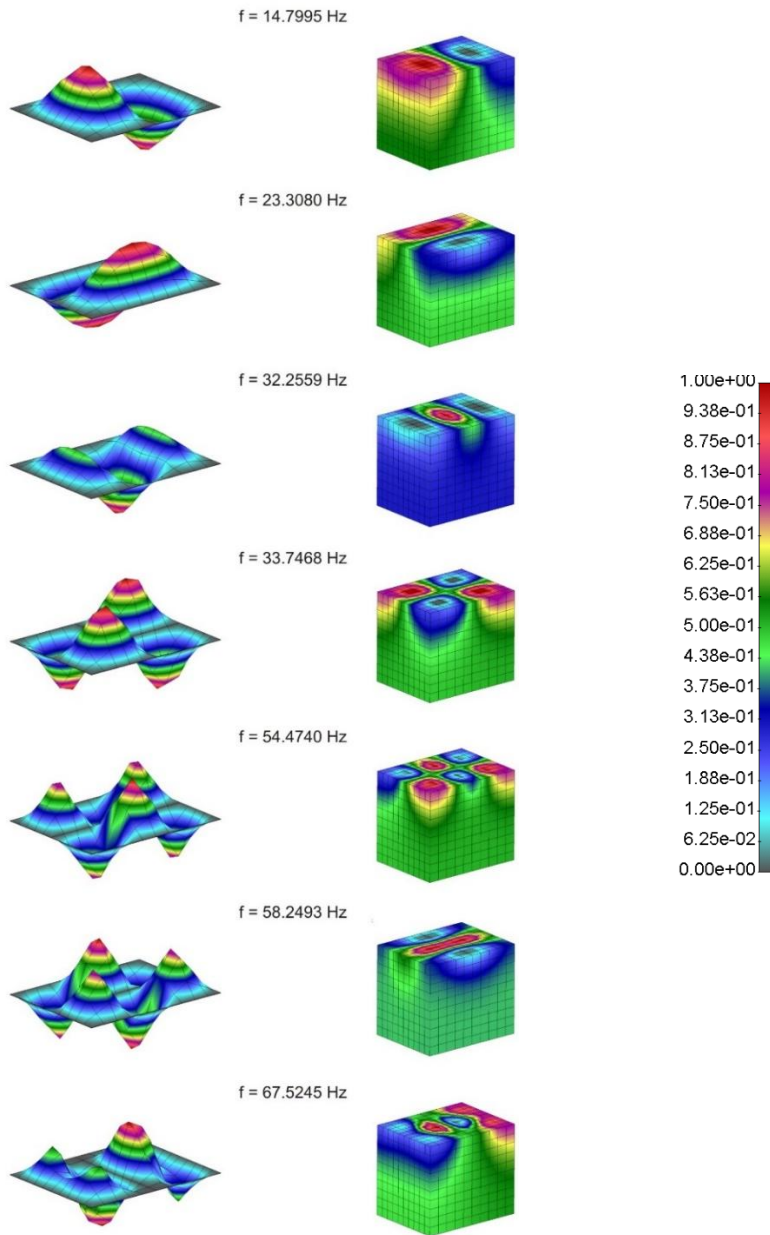 f = 14.7995 Hz
f = 23.3080 Hz
f = 32.2559 Hz
f = 33.7468 Hz
f = 54.4740 Hz
f = 58.2493 Hz
f = 67.5245 Hz
1.00e+00
9.38e-01
8.75e-01
8.13e-01
7.50e-01
6.88e-01
6.25e-01
5.63e-01
5.00e-01
4.38e-01
3.75e-01
3.13e-01
2.50e-01
1.88e-01
1.25e-01
6.25e-02
0.00e+00